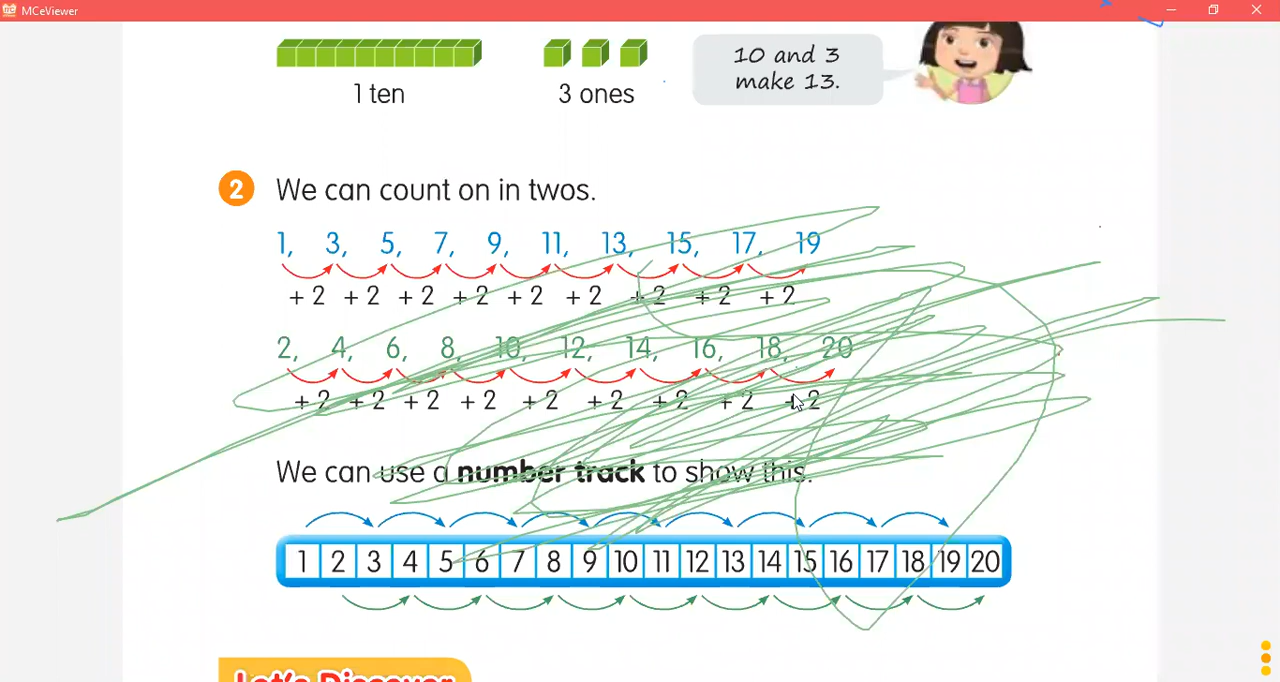 MCeViewer
10 and 3
make 13.
1 ten
3 ones
2 We can count on in twos.
1, 3, 5, 7, 9, 11, 13, 15, 17, 19
+ 2 + 2 + 2 + 2 + 2 + 2 + 2 + 2 + 2
2, 4, 6, 8, 10, 12, 14, 16, 18, 20
+ 2 + 2 + 2 + 2 + 2 + 2 + 2 + 2 + 2
We can use a number track to show this.
1 2 3 4 5 6 7 8 9 10 11 12 13 14 15 16 17 18 19 20
Let's Discover